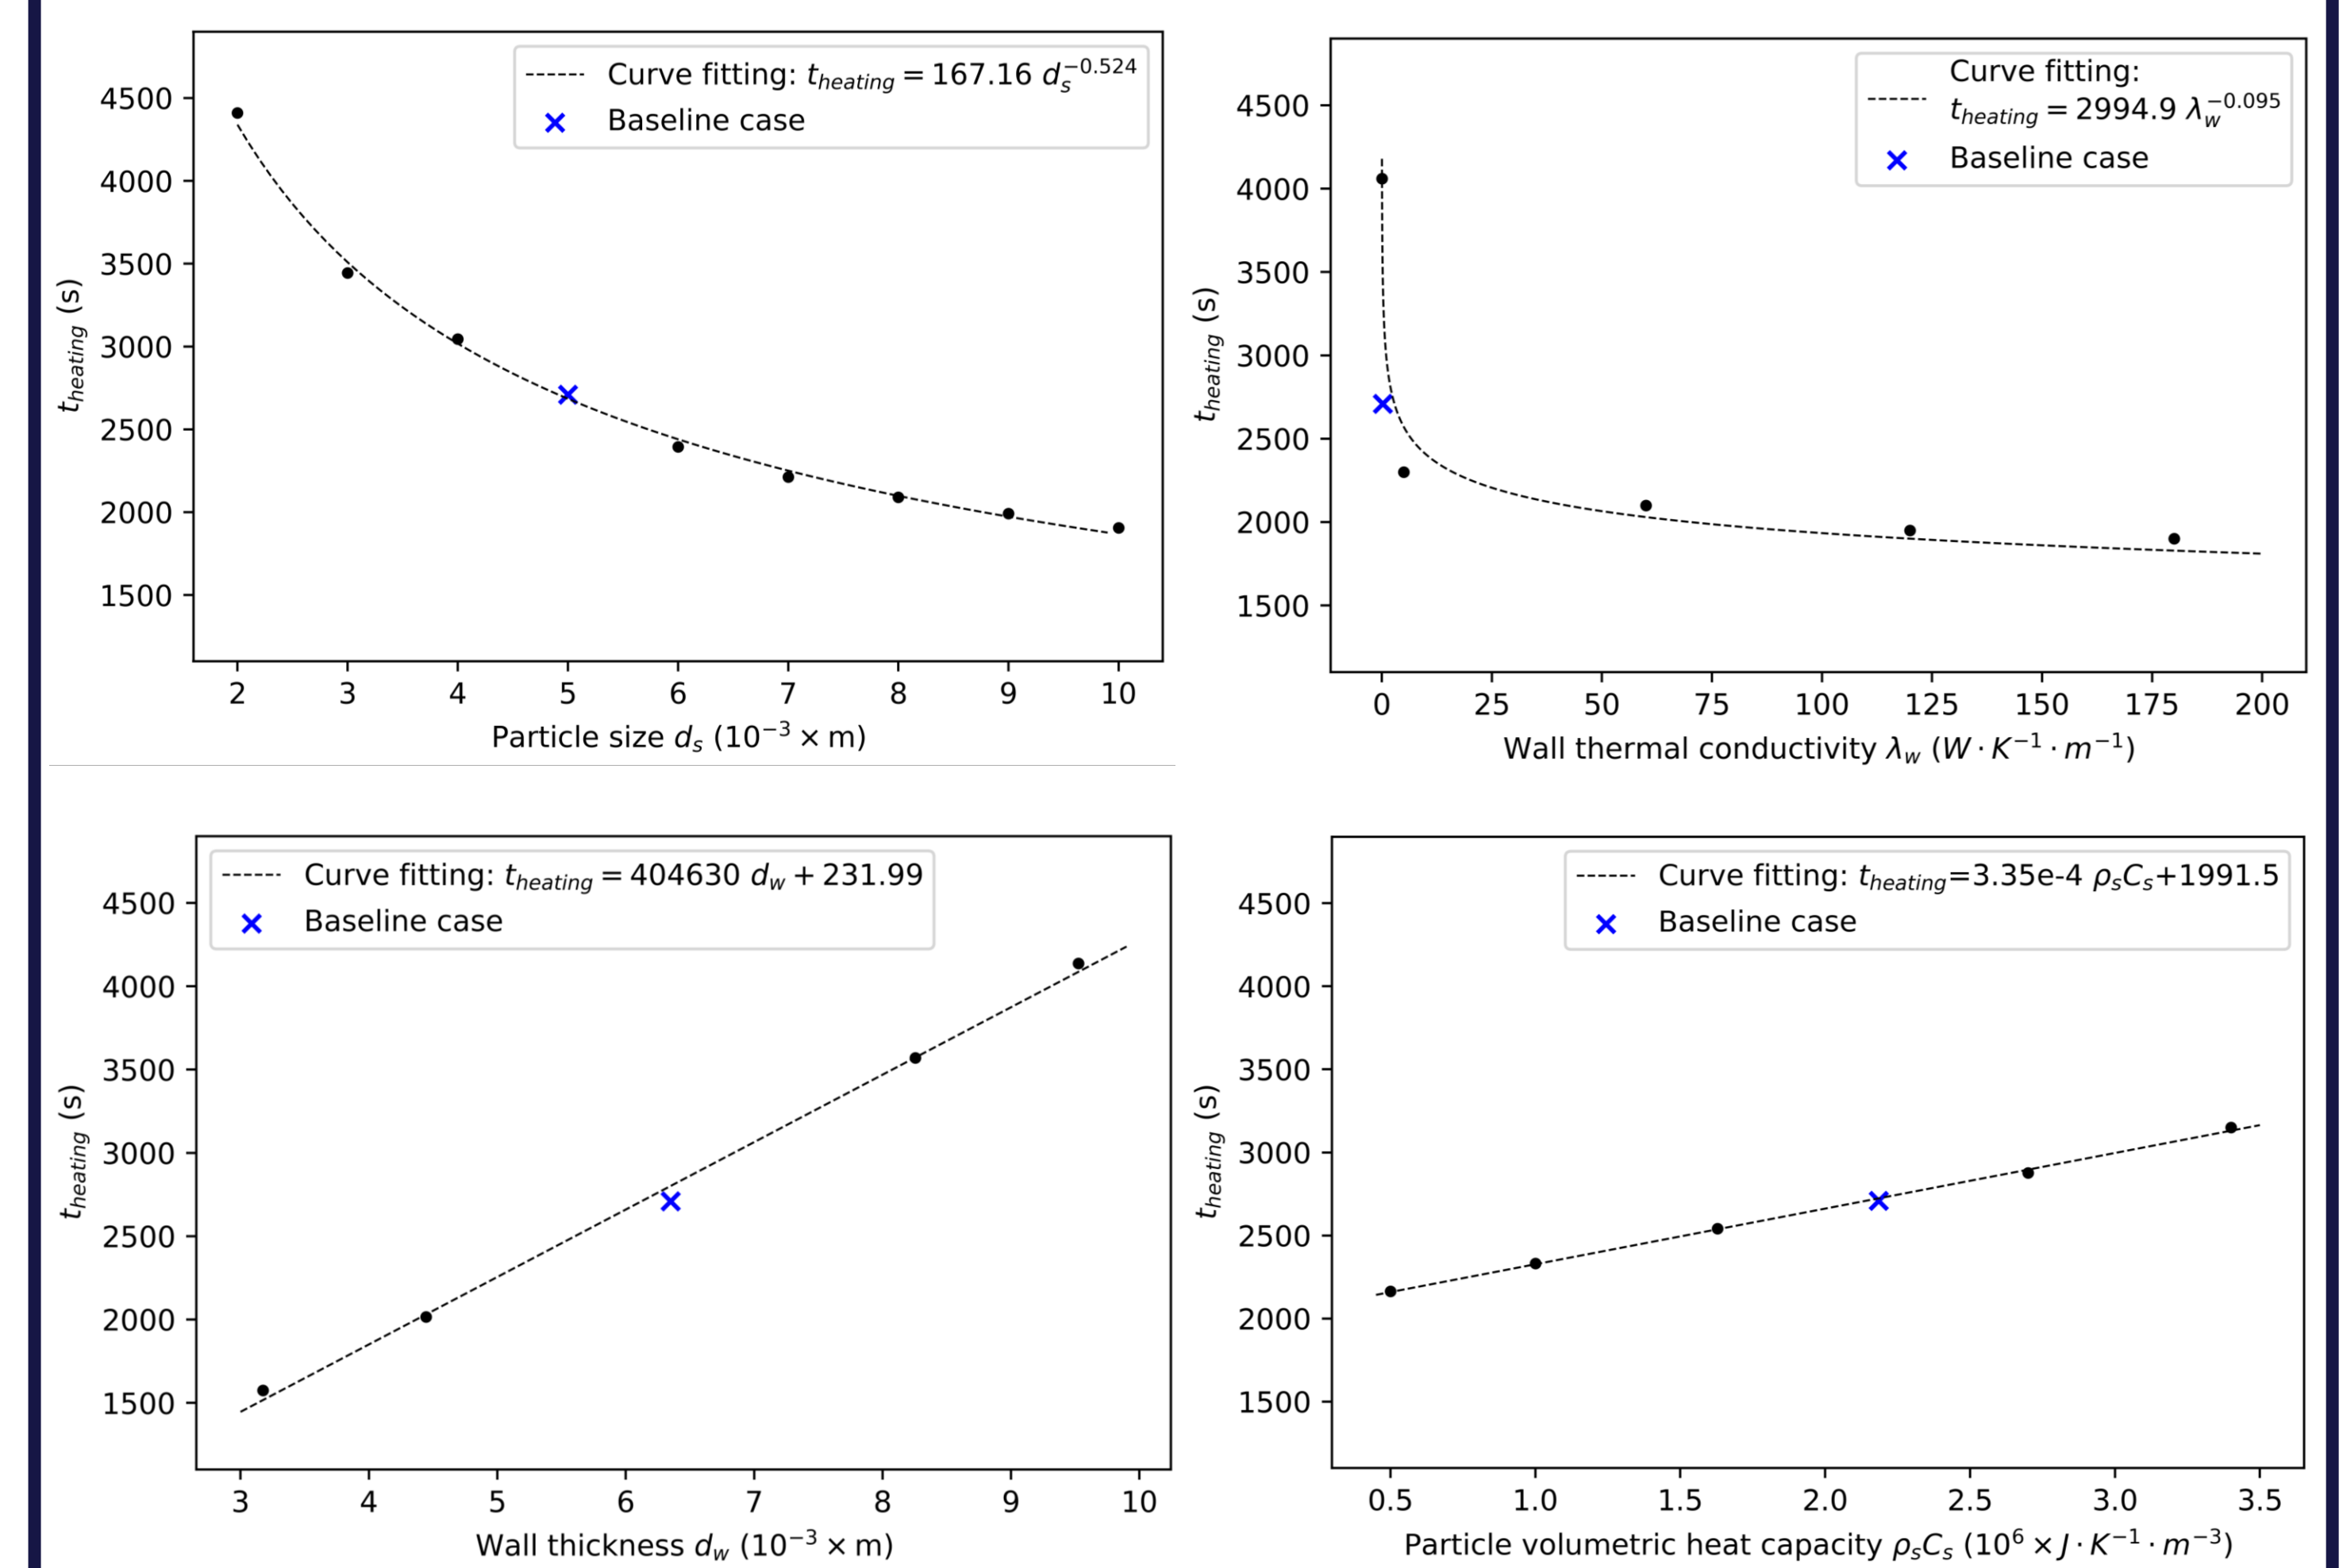 Curve fitting: t_heating = 167.16 d_s^−0.524
Baseline case
4500
4000
3500
3000
2500
2000
1500
t_heating (s)
2 3 4 5 6 7 8 9 10
Particle size d_s (10^−3 × m)
Curve fitting:
t_heating = 2994.9 λ_w^−0.095
Baseline case
4500
4000
3500
3000
2500
2000
1500
t_heating (s)
0 25 50 75 100 125 150 175 200
Wall thermal conductivity λ_w (W · K^−1 · m^−1)
Curve fitting: t_heating = 404630 d_w + 231.99
Baseline case
4500
4000
3500
3000
2500
2000
1500
t_heating (s)
3 4 5 6 7 8 9 10
Wall thickness d_w (10^−3 × m)
Curve fitting: t_heating=3.35e-4 ρ_sC_s+1991.5
Baseline case
4500
4000
3500
3000
2500
2000
1500
t_heating (s)
0.5 1.0 1.5 2.0 2.5 3.0 3.5
Particle volumetric heat capacity ρ_sC_s (10^6 × J · K^−1 · m^−3)